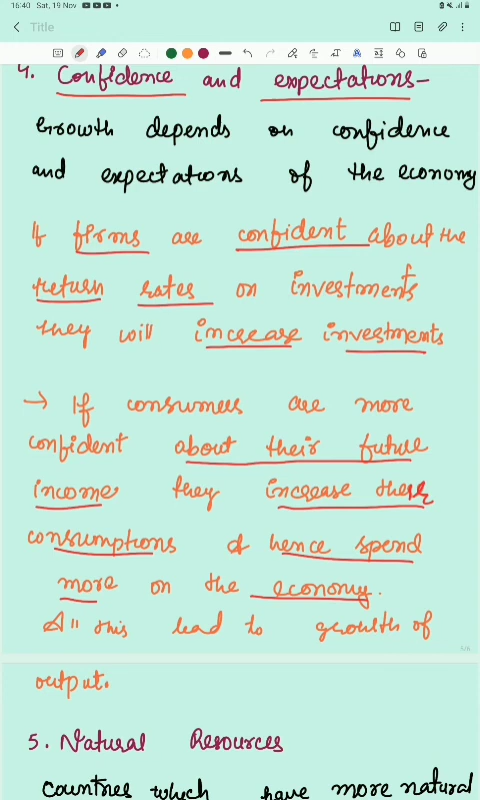 16:40 Sat, 19 Nov
Title
4. Confidence and expectations-
Growth depends on confidence
and expectations of the economy
If firms are confident about the
return rates on investments
they will increase investments
→ If consumers are more
confident about their future
income they increase their
consumptions & hence spend
more on the economy.
All this lead to growth of
output.
5. Natural Resources
Countries which have more natural